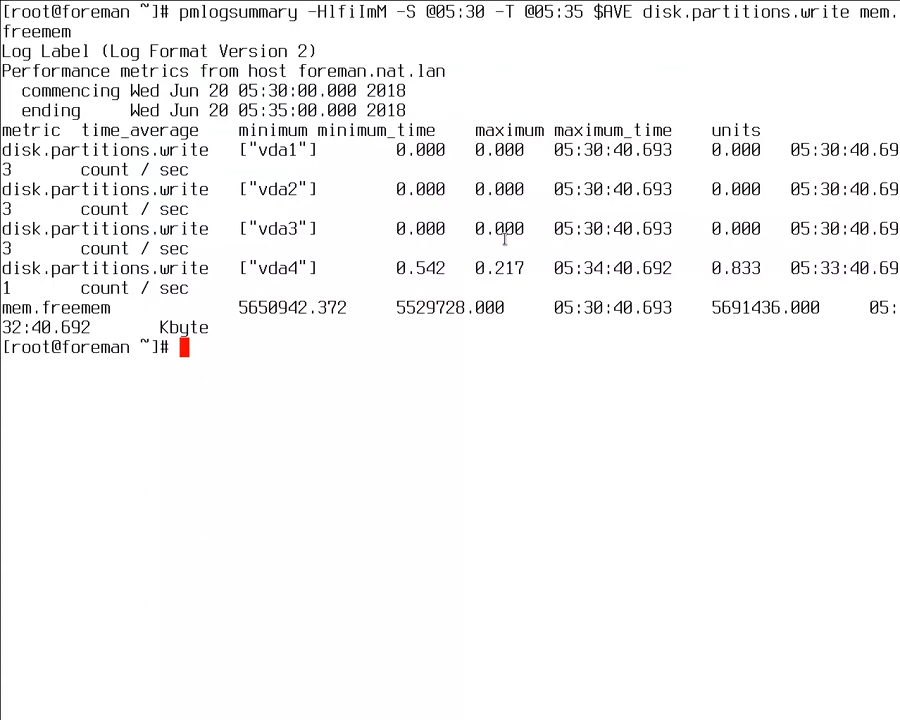 [root@foreman ~]# pmlogsummary -HlfiImM -S @05:30 -T @05:35 $AVE disk.partitions.write mem.
freemem
Log Label (Log Format Version 2)
Performance metrics from host foreman.nat.lan
  commencing Wed Jun 20 05:30:00.000 2018
  ending     Wed Jun 20 05:35:00.000 2018
metric  time_average    minimum minimum_time    maximum maximum_time    units
disk.partitions.write   ["vda1"]        0.000   0.000   05:30:40.693    0.000   05:30:40.69
3       count / sec
disk.partitions.write   ["vda2"]        0.000   0.000   05:30:40.693    0.000   05:30:40.69
3       count / sec
disk.partitions.write   ["vda3"]        0.000   0.000   05:30:40.693    0.000   05:30:40.69
3       count / sec
disk.partitions.write   ["vda4"]        0.542   0.217   05:34:40.692    0.833   05:33:40.69
1       count / sec
mem.freemem             5650942.372     5529728.000     05:30:40.693    5691436.000     05:
32:40.692       Kbyte
[root@foreman ~]#